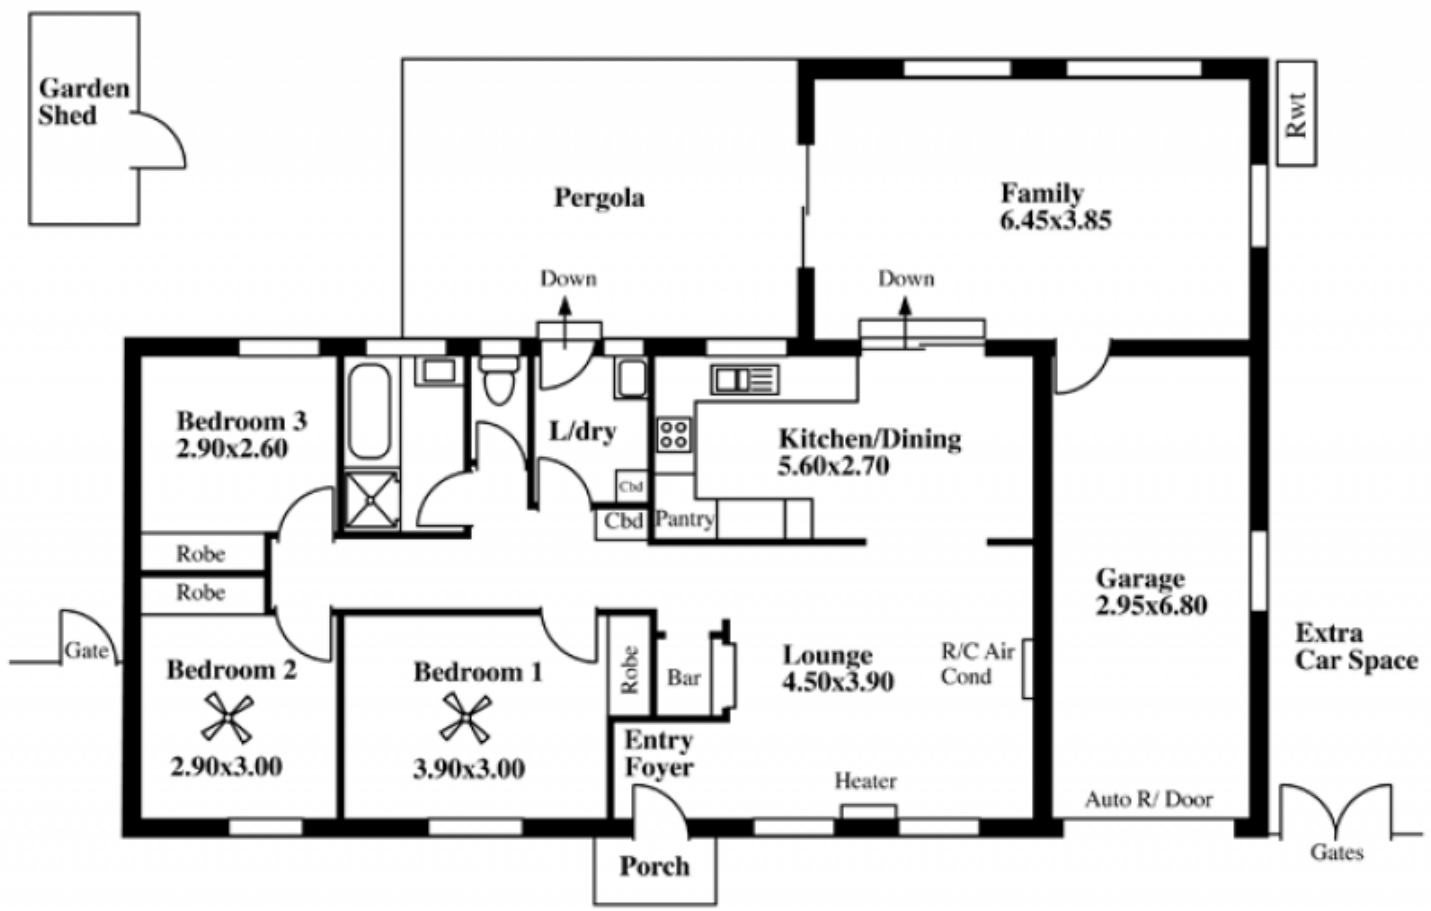 Garden
Shed
Rwt
Pergola
Family
6.45x3.85
Down
Down
Bedroom 3
2.90x2.60
L/dry
Kitchen/Dining
5.60x2.70
Cbd
Cbd
Pantry
Robe
Robe
Garage
2.95x6.80
Extra
Car Space
Gate
Bedroom 2
2.90x3.00
Bedroom 1
3.90x3.00
Robe
Bar
Lounge
4.50x3.90
R/C Air
Cond
Entry
Foyer
Heater
Auto R/ Door
Porch
Gates